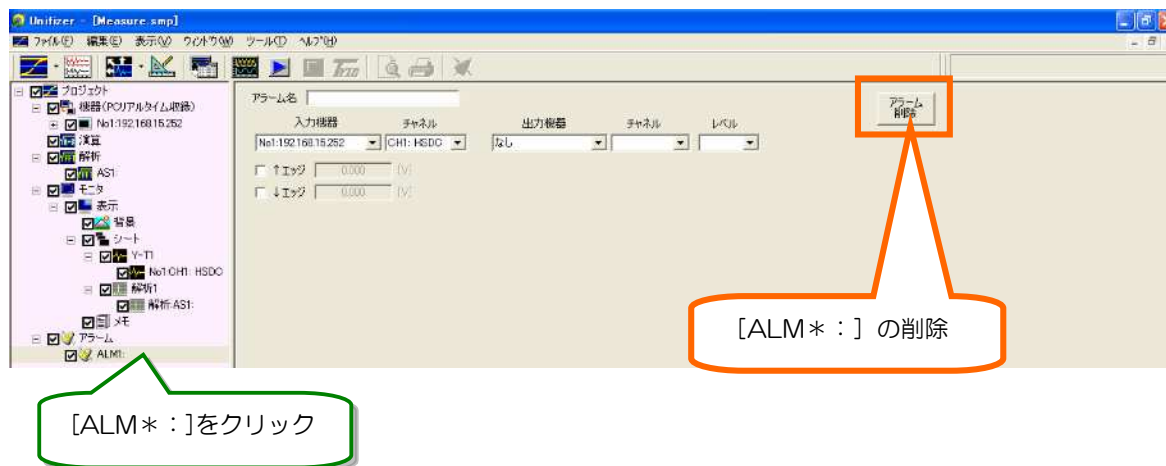 Unifizer - [Measure.smp]
ファイル(F) 編集(E) 表示(V) ウィンドウ(W) ツール(T) ヘルプ(H)
プロジェクト
機器(PCリアルタイム収録)
No1:192.168.15.252
演算
解析
AS1:
モニタ
表示
背景
シート
Y-T1
No1:CH1: HSDC
解析1
解析:AS1:
メモ
アラーム
ALM1:
アラーム名
入力機器 チャネル 出力機器 チャネル レベル
No1:192.168.15.252 CH1: HSDC なし
↑エッジ 0.000 [V]
↓エッジ 0.000 [V]
アラーム
削除
[ALM*:]の削除
[ALM*:]をクリック